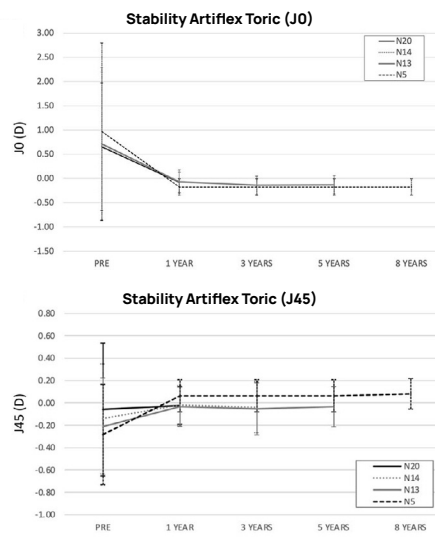 Stability Artiflex Toric (J0)
3.00
2.50
2.00
1.50
1.00
0.50
0.00
-0.50
-1.00
-1.50
J0 (D)
N20
N14
N13
N5
PRE 1 YEAR 3 YEARS 5 YEARS 8 YEARS
Stability Artiflex Toric (J45)
0.80
0.60
0.40
0.20
0.00
-0.20
-0.40
-0.60
-0.80
-1.00
J45 (D)
N20
N14
N13
N5
PRE 1 YEAR 3 YEARS 5 YEARS 8 YEARS